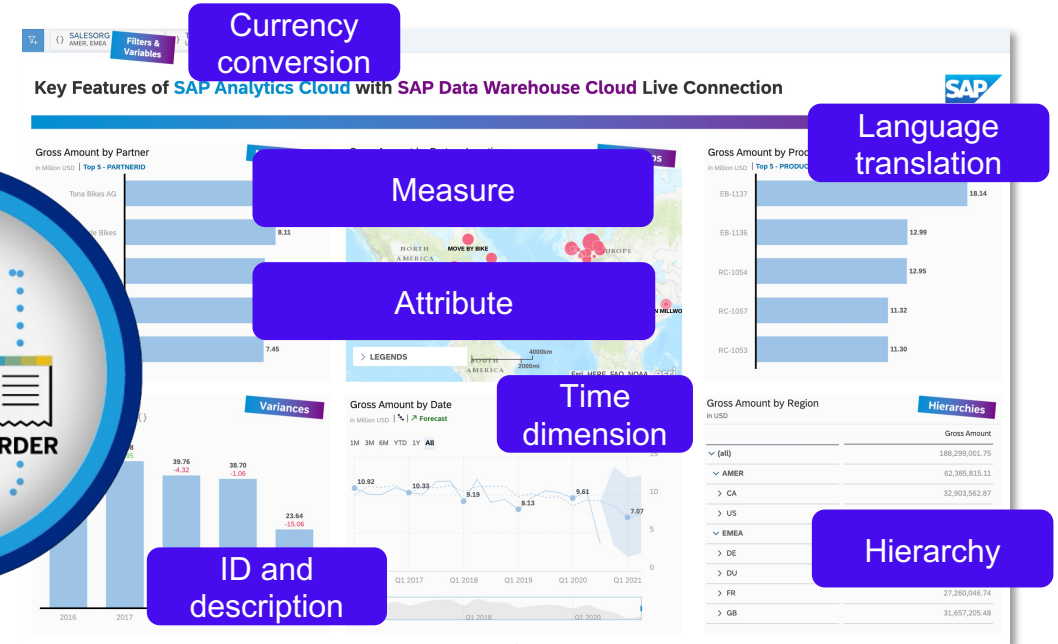 Currency
conversion
SALESORG
AMER, EMEA
Filters &
Variables
Key Features of SAP Analytics Cloud with SAP Data Warehouse Cloud Live Connection
SAP
Language
translation
Gross Amount by Partner
in Million USD | Top 5 - PARTNERID
Tona Bikes AG
Bikes
8.11
7.45
Measure
Attribute
NORTH
AMERICA
MOVE BY BIKE
EUROPE
> LEGENDS
SOUTH
AMERICA
4000km
2000mi
Esri, HERE, FAO, NOAA
esri
in Million USD | Top 5 -
EB-1137
18.14
EB-1136
12.99
RC-1054
12.95
RC-1057
11.32
RC-1053
11.30
Time
dimension
RDER
Variances
39.76
-4.32
38.70
-1.06
23.64
-15.06
2016
2017
ID and
description
Gross Amount by Date
in Million USD | Forecast
1M 3M 6M YTD 1Y All
10.92
10.33
9.19
8.13
9.61
7.07
15
10
5
0
Q1 2017
Q1 2018
Q1 2019
Q1 2020
Q1 2021
Q1 2018
Q1 2020
Gross Amount by Region
in USD
Hierarchies
Gross Amount
(all) 188,299,001.75
AMER 62,385,815.11
> CA 32,903,562.87
> US
EMEA
> DE
> DU
> FR 27,260,046.74
> GB 31,657,205.48
Hierarchy